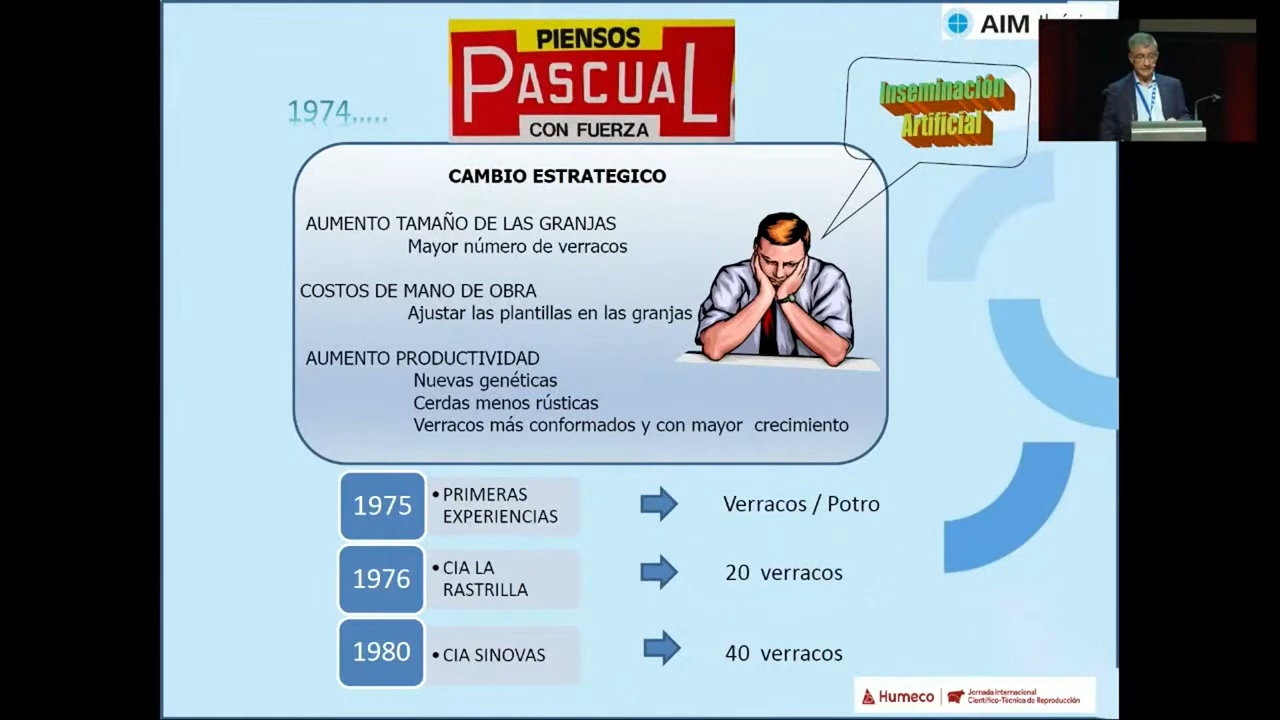 AIM
PIENSOS
PASCUAL
CON FUERZA
1974.....
Inseminación
Artificial
CAMBIO ESTRATEGICO
AUMENTO TAMAÑO DE LAS GRANJAS
Mayor número de verracos
COSTOS DE MANO DE OBRA
Ajustar las plantillas en las granjas
AUMENTO PRODUCTIVIDAD
Nuevas genéticas
Cerdas menos rústicas
Verracos más conformados y con mayor crecimiento
1975
•PRIMERAS
EXPERIENCIAS
Verracos / Potro
1976
•CIA LA
RASTRILLA
20 verracos
1980
•CIA SINOVAS
40 verracos
Humeco
Jornada Internacional
Científico-Técnica de Reproducción